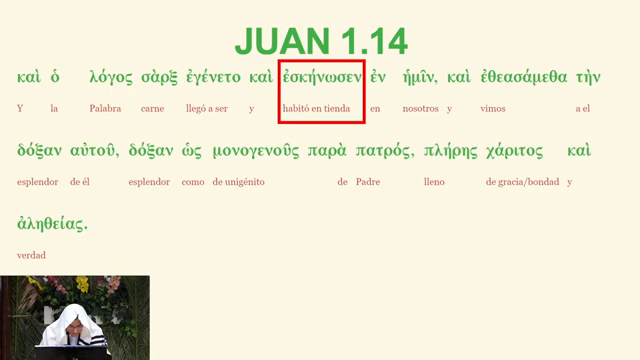 JUAN 1.14
καὶ ὁ λόγος σὰρξ ἐγένετο καὶ ἐσκήνωσεν ἐν ἡμῖν, καὶ ἐθεασάμεθα τὴν
Y la Palabra carne llegó a ser y habitó en tienda en nosotros y vimos a el
δόξαν αὐτοῦ, δόξαν ὡς μονογενοῦς παρὰ πατρός, πλήρης χάριτος καὶ
esplendor de él esplendor como de unigénito de Padre lleno de gracia/bondad y
ἀληθείας.
verdad